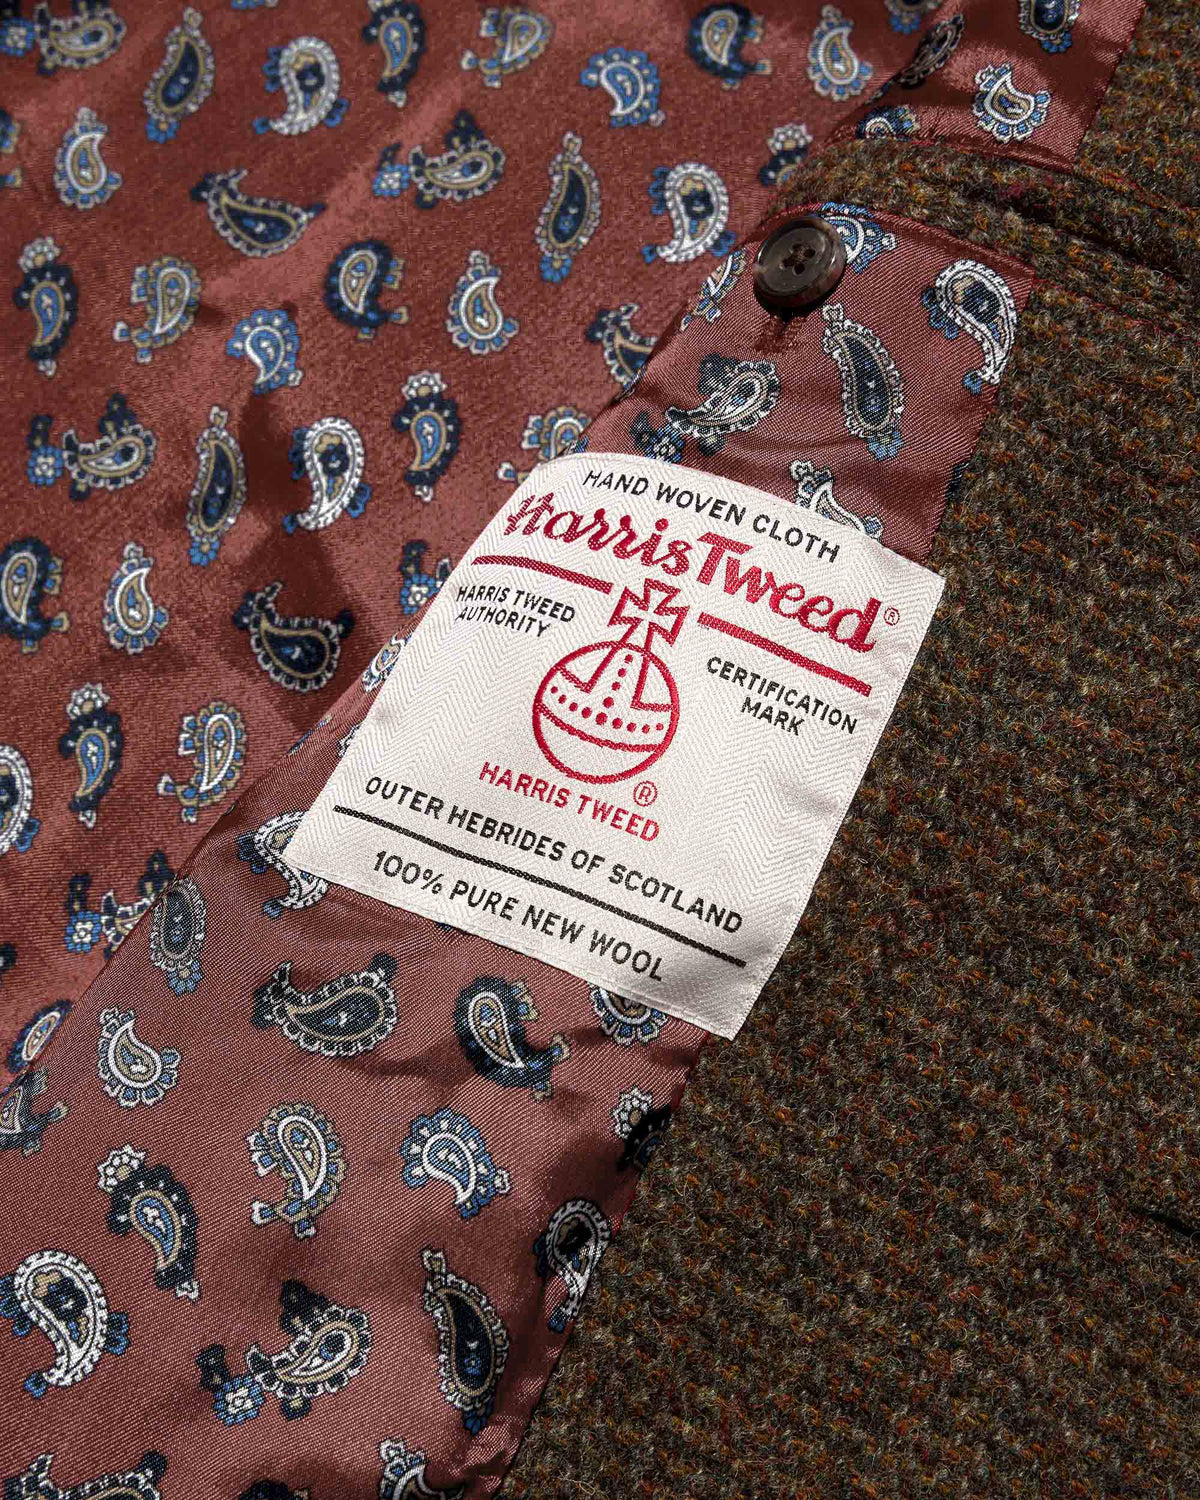 HAND WOVEN CLOTH
Harris Tweed®
HARRIS TWEED
AUTHORITY
CERTIFICATION
MARK
®
HARRIS TWEED
OUTER HEBRIDES OF SCOTLAND
100% PURE NEW WOOL